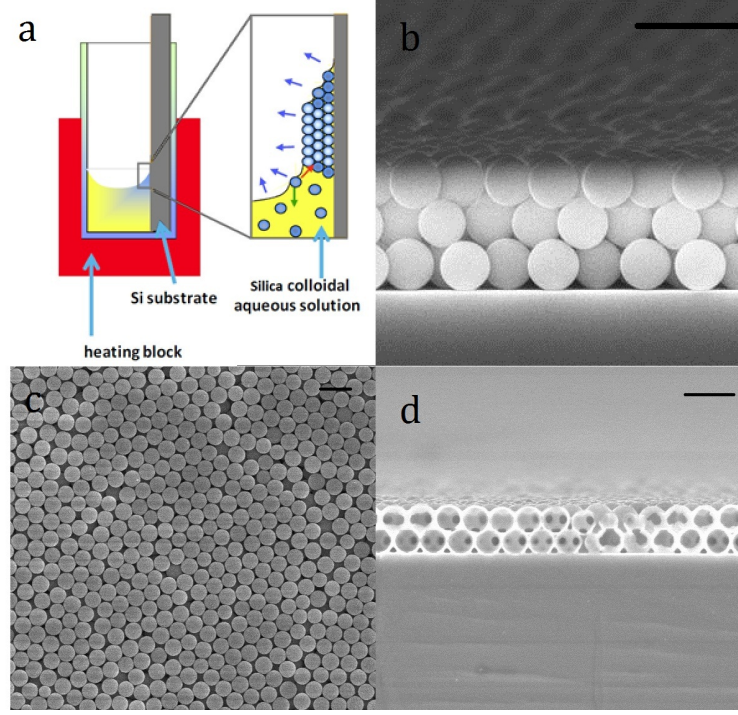 a
b
Si substrate
Silica colloidal
aqueous solution
heating block
c
d